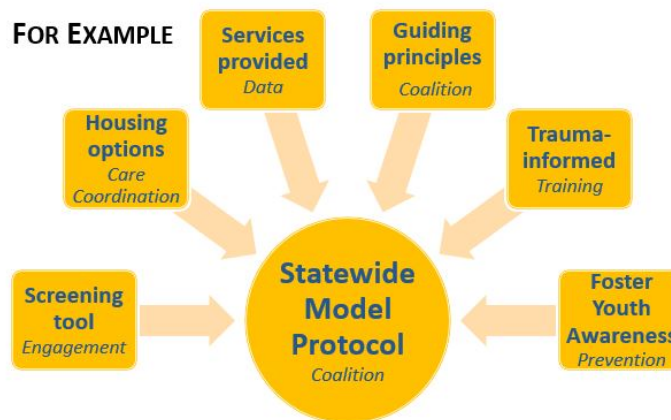 FOR EXAMPLE
Services
provided
Data
Guiding
principles
Coalition
Housing
options
Care
Coordination
Trauma-
informed
Training
Screening
tool
Engagement
Statewide
Model
Protocol
Coalition
Foster
Youth
Awareness
Prevention